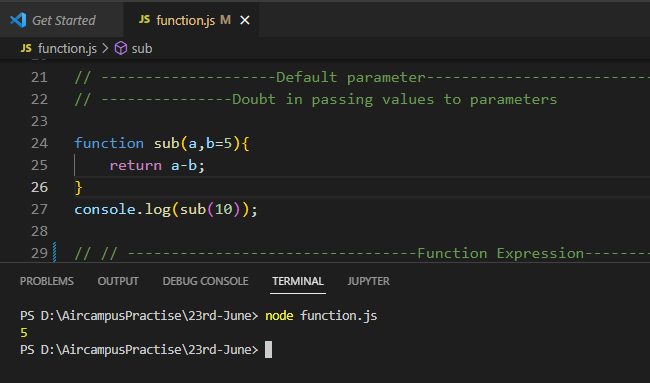 Get Started JS function.js M
JS function.js > sub
21 // --------------------Default parameter--------------------------
22 // ---------------Doubt in passing values to parameters
23
24 function sub(a,b=5){
25 return a-b;
26 }
27 console.log(sub(10));
28
29 // // ---------------------------------Function Expression--------
PROBLEMS OUTPUT DEBUG CONSOLE TERMINAL JUPYTER
PS D:\AircampusPractise\23rd-June> node function.js
5
PS D:\AircampusPractise\23rd-June>